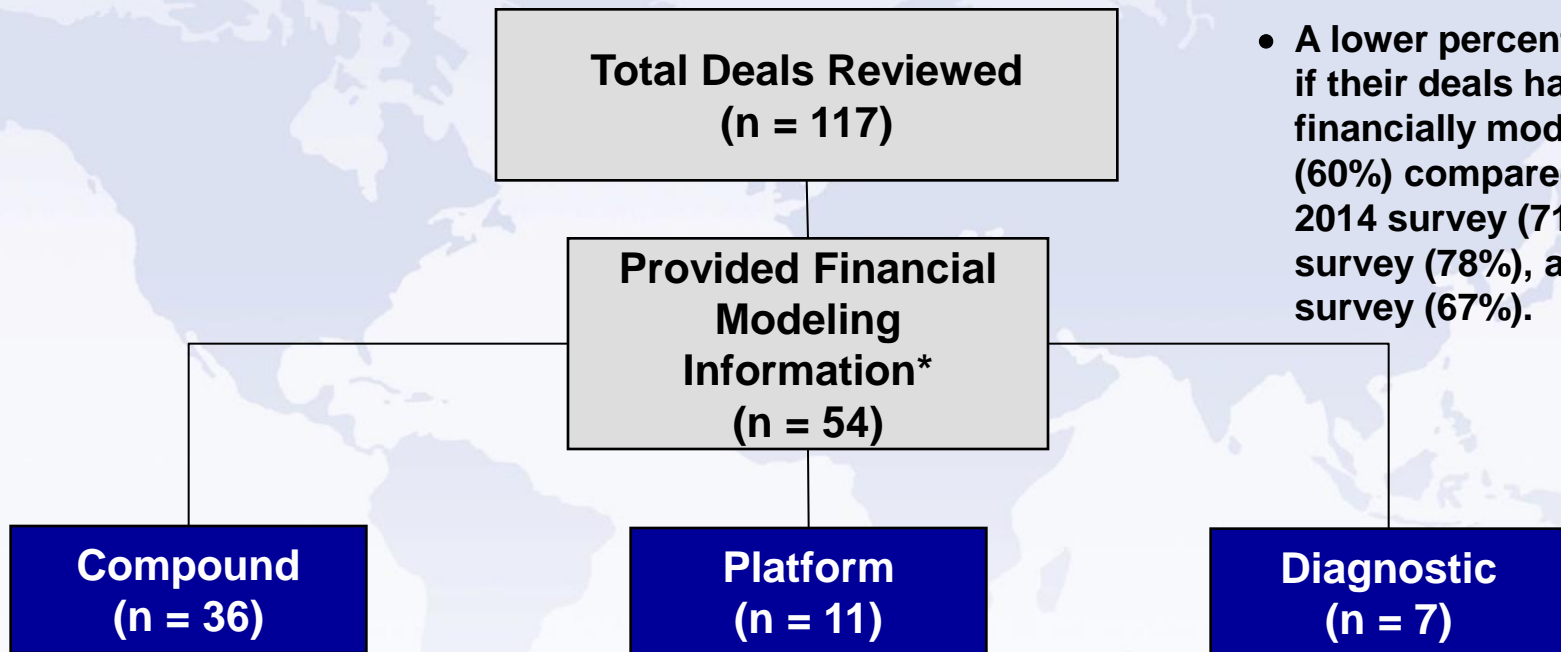 Total Deals Reviewed
(n = 117)
• A lower percent
if their deals ha
financially mod
(60%) compare
2014 survey (71
survey (78%), a
survey (67%).
Provided Financial
Modeling
Information*
(n = 54)
Compound
(n = 36)
Platform
(n = 11)
Diagnostic
(n = 7)